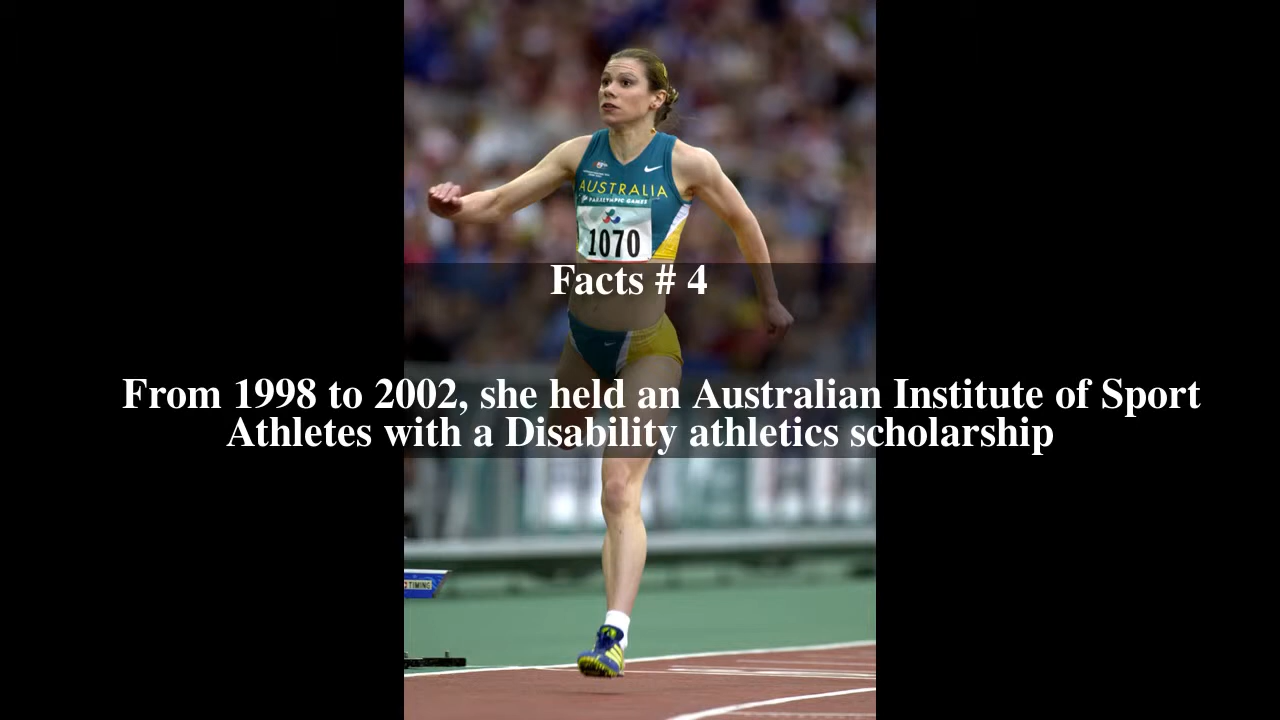 AUSTRALIA
PARALYMPIC GAMES
1070
Facts # 4
From 1998 to 2002, she held an Australian Institute of Sport
Athletes with a Disability athletics scholarship
TIMING